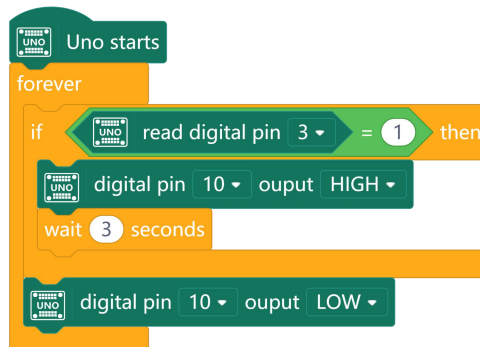 UNO Uno starts
forever
if UNO read digital pin 3 = 1 then
UNO digital pin 10 ouput HIGH
wait 3 seconds
UNO digital pin 10 ouput LOW